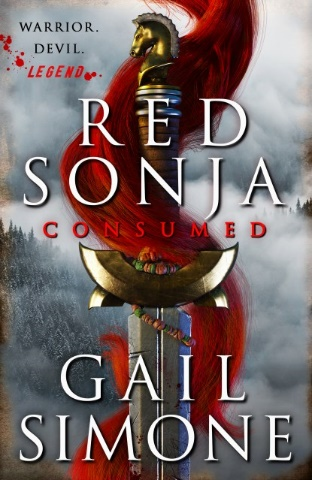 WARRIOR.
DEVIL.
LEGEND.
RED
SONJA
CONSUMED
GAIL
SIMONE